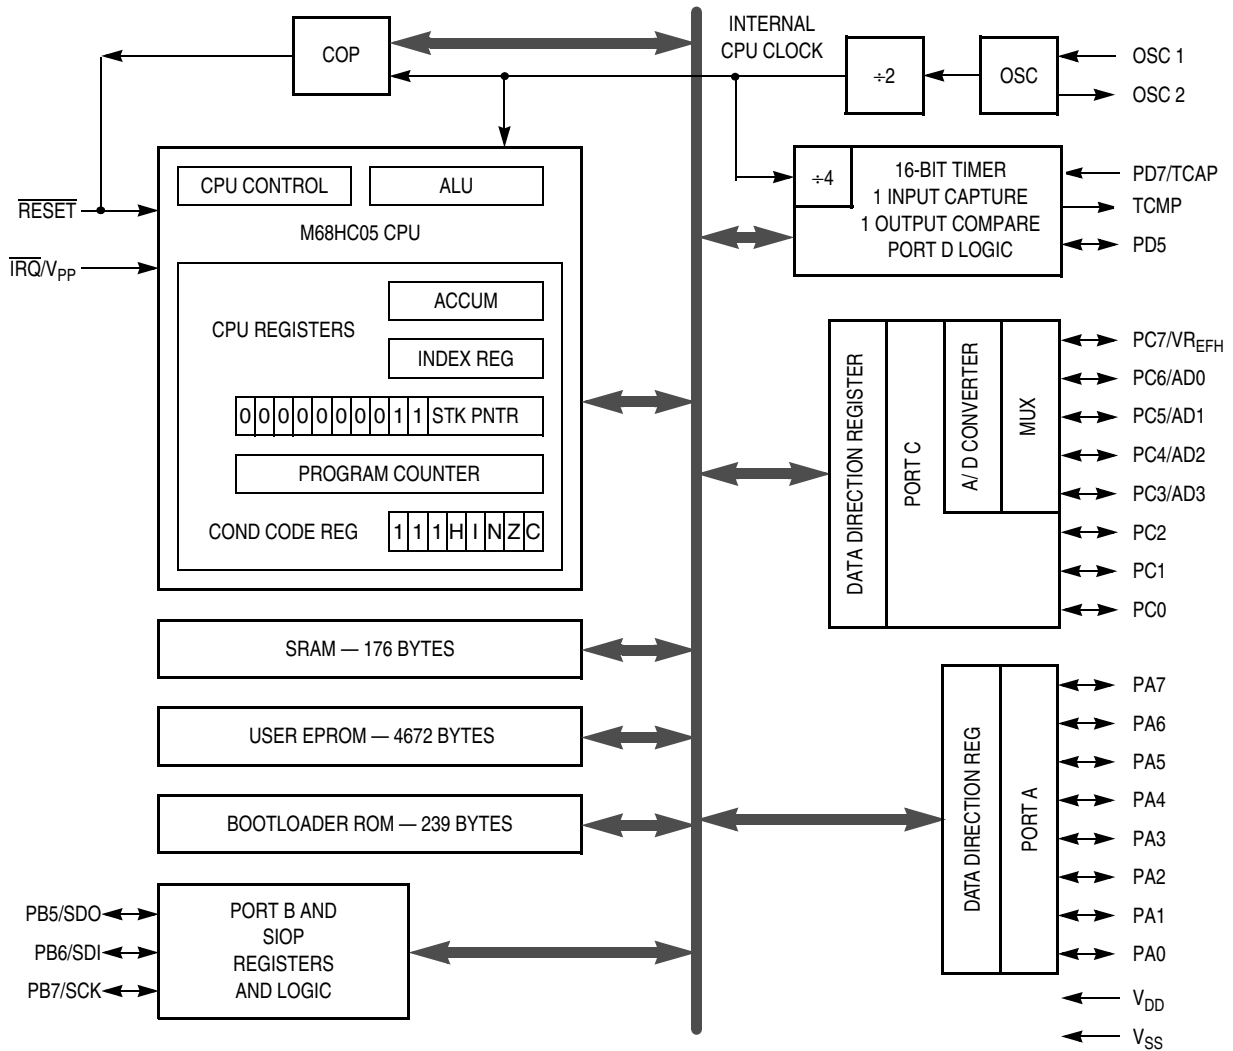 INTERNAL
CPU CLOCK
COP
÷2
OSC
OSC 1
OSC 2
CPU CONTROL
ALU
M68HC05 CPU
RESET
IRQ/VPP
÷4
16-BIT TIMER
1 INPUT CAPTURE
1 OUTPUT COMPARE
PORT D LOGIC
PD7/TCAP
TCMP
PD5
CPU REGISTERS
ACCUM
INDEX REG
0 0 0 0 0 0 0 0 1 1 STK PNTR
PROGRAM COUNTER
COND CODE REG
1 1 1 H I N Z C
DATA DIRECTION REGISTER
PORT C
A/ D CONVERTER
MUX
PC7/VREFH
PC6/AD0
PC5/AD1
PC4/AD2
PC3/AD3
PC2
PC1
PC0
SRAM — 176 BYTES
USER EPROM — 4672 BYTES
BOOTLOADER ROM — 239 BYTES
DATA DIRECTION REG
PORT A
PA7
PA6
PA5
PA4
PA3
PA2
PA1
PA0
PB5/SDO
PB6/SDI
PB7/SCK
PORT B AND
SIOP
REGISTERS
AND LOGIC
VDD
VSS